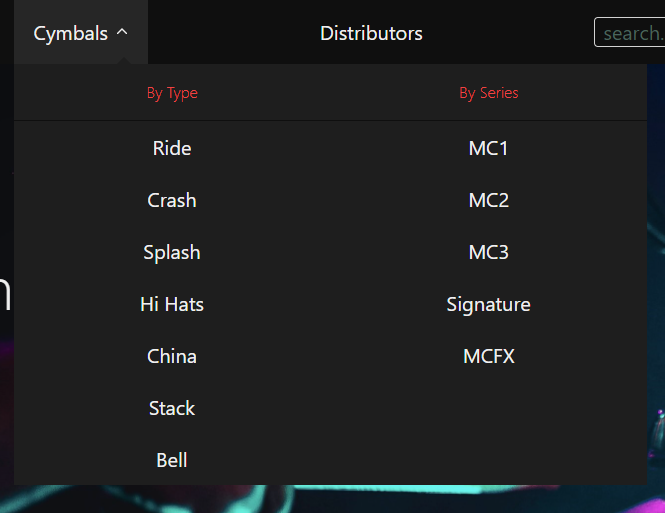 Cymbals
Distributors
search.
By Type
Ride
Crash
Splash
Hi Hats
China
Stack
Bell
By Series
MC1
MC2
MC3
Signature
MCFX